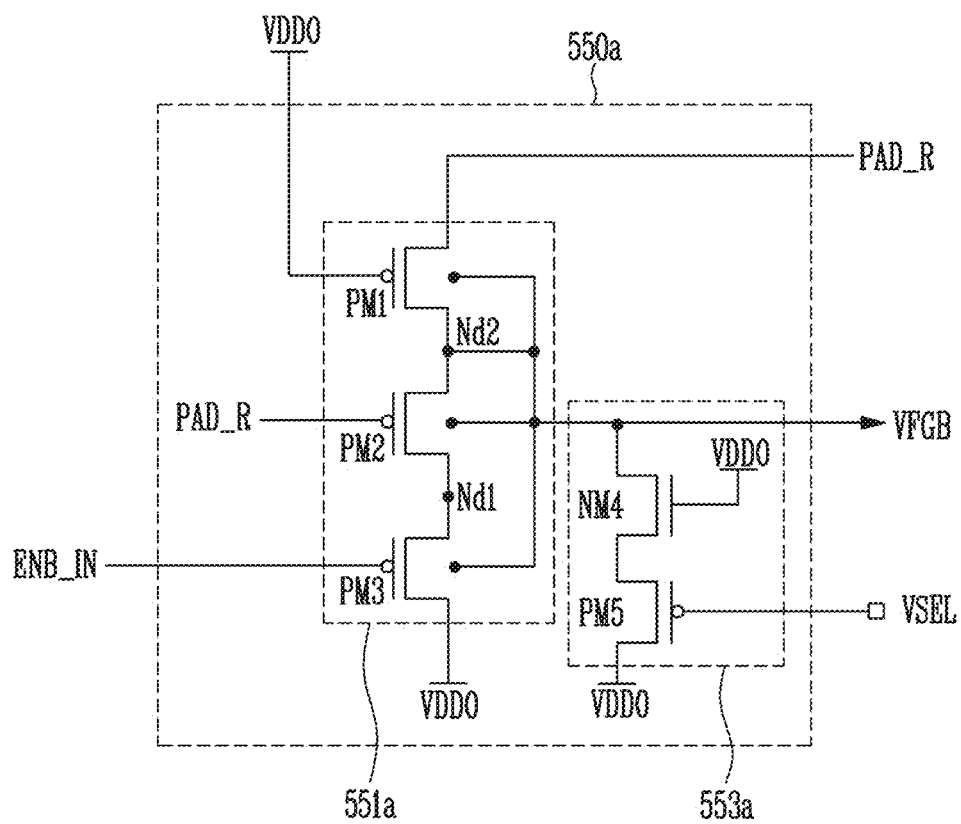 VDDO
550a
PAD_R
PM1
Nd2
PAD_R
PM2
VFGB
VDDO
Nd1
NM4
ENB_IN
PM3
PM5
VSEL
VDDO
VDDO
551a
553a